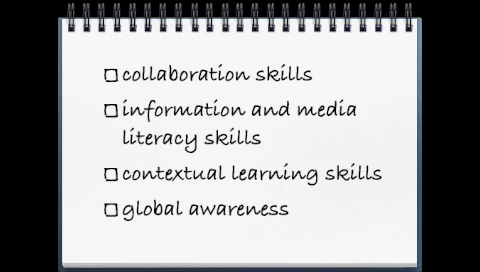 collaboration skills
information and media
literacy skills
contextual learning skills
global awareness